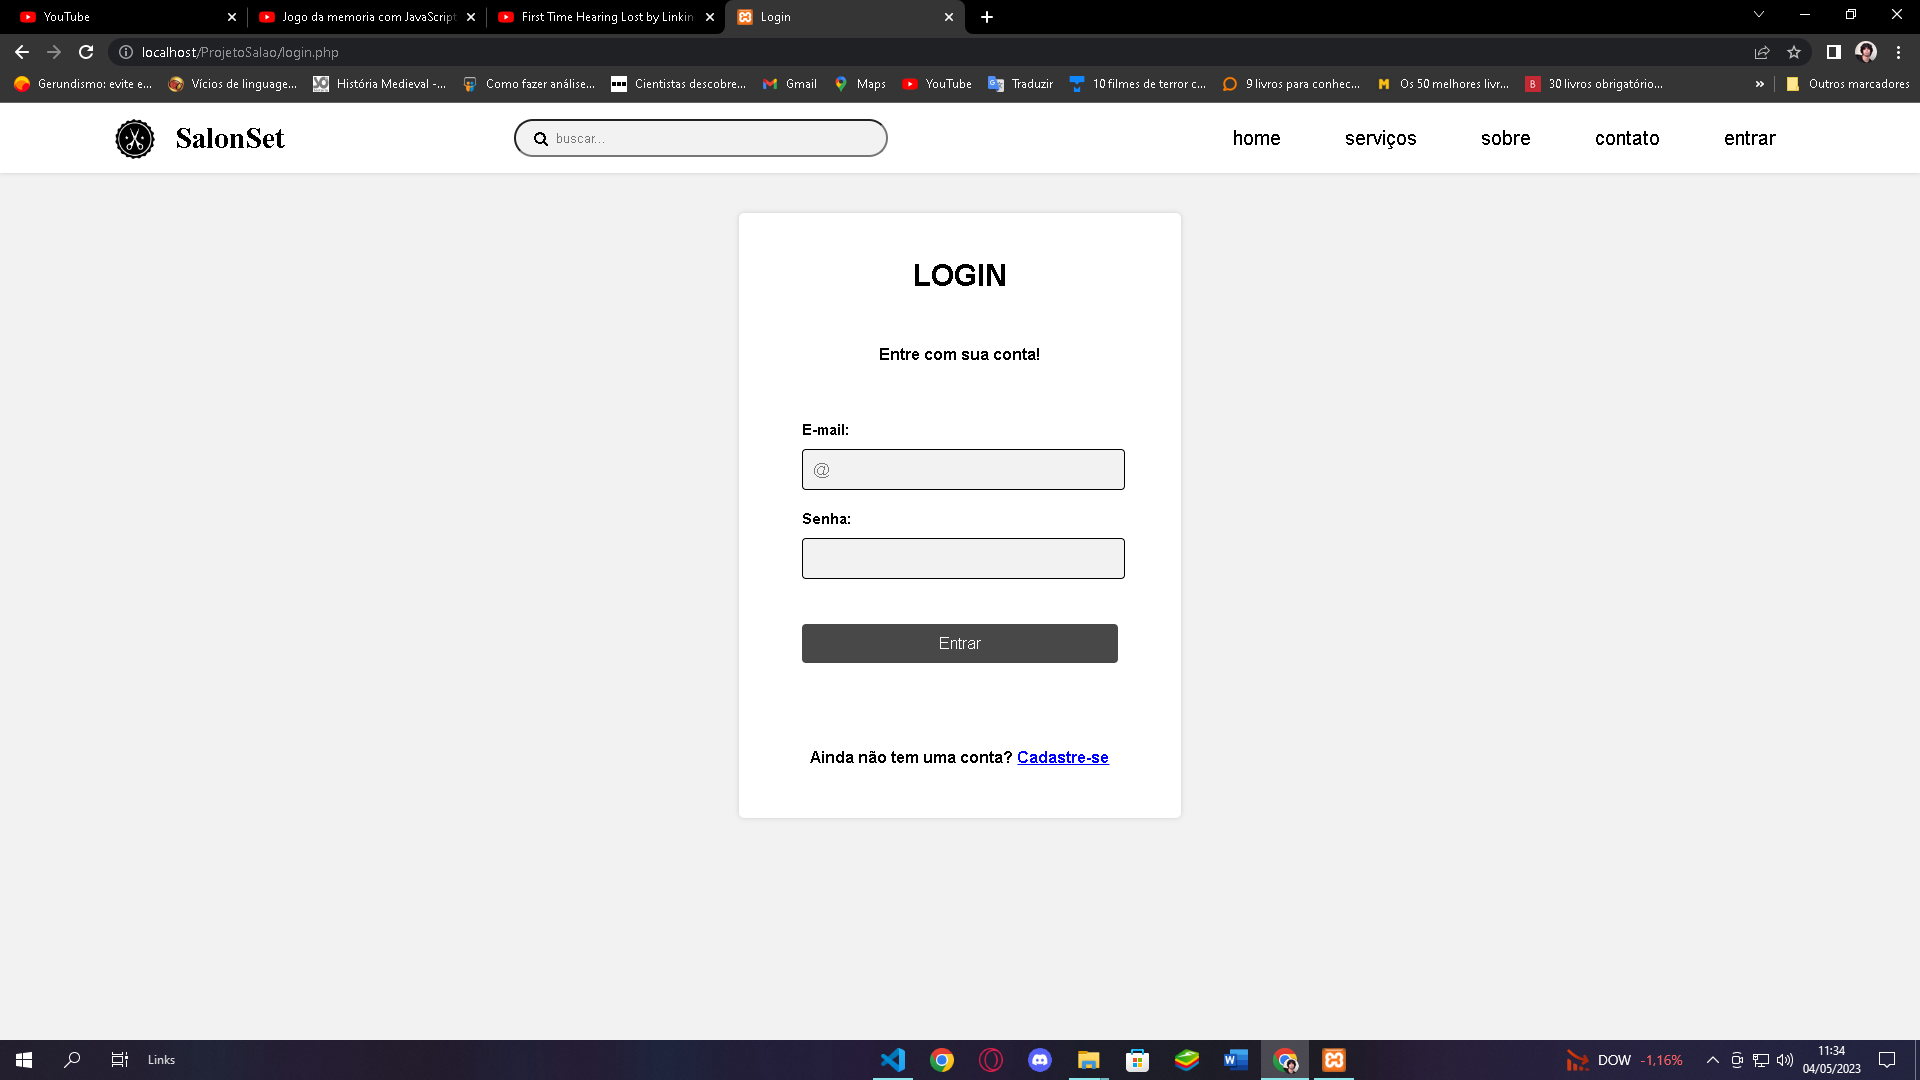 YouTube
Jogo da memoria com JavaScript
First Time Hearing Lost by Linkin
Login
localhost/ProjetoSalao/login.php
Gerundismo: evite e...
Vícios de linguage...
História Medieval -...
Como fazer análise...
Cientistas descobre...
Gmail
Maps
YouTube
Traduzir
10 filmes de terror c...
9 livros para conhec...
Os 50 melhores livr...
30 livros obrigatório...
Outros marcadores
SalonSet
buscar...
home
serviços
sobre
contato
entrar
LOGIN
Entre com sua conta!
E-mail:
@
Senha:
Entrar
Ainda não tem uma conta? Cadastre-se
Links
DOW -1,16%
11:34
04/05/2023